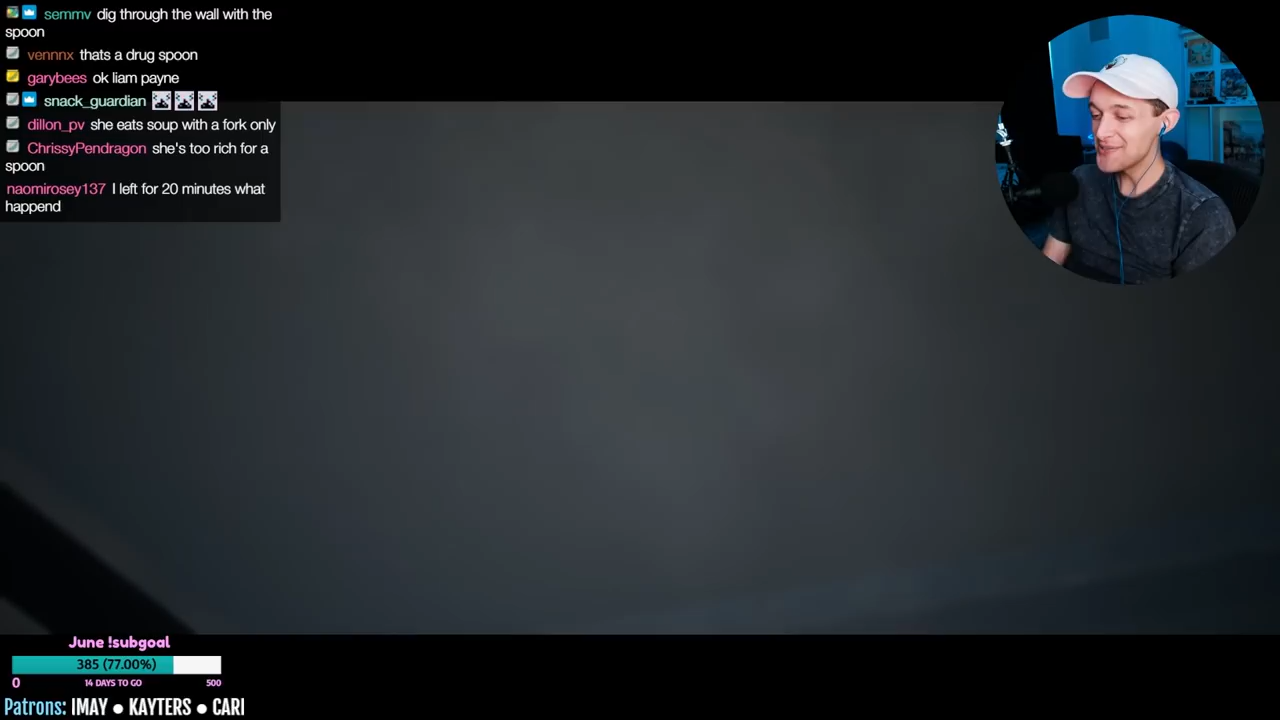 semmv dig through the wall with the
spoon
vennnx thats a drug spoon
garybees ok liam payne
snack_guardian
dillon_pv she eats soup with a fork only
ChrissyPendragon she's too rich for a
spoon
naomirosey137 I left for 20 minutes what
happend
June !subgoal
385 (77.00%)
0 14 DAYS TO GO 500
Patrons: IMAY ● KAYTERS ● CARI